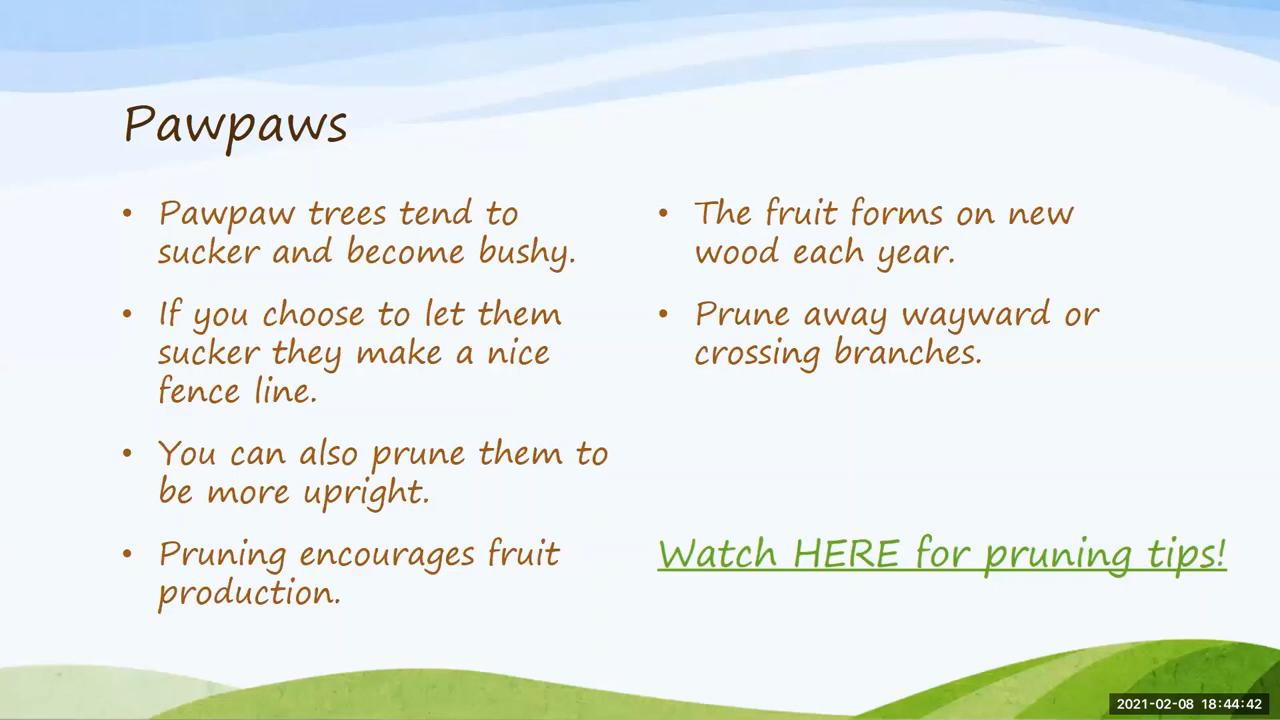 Pawpaws
• Pawpaw trees tend to
sucker and become bushy.
• If you choose to let them
sucker they make a nice
fence line.
• You can also prune them to
be more upright.
• Pruning encourages fruit
production.
• The fruit forms on new
wood each year.
• Prune away wayward or
crossing branches.
Watch HERE for pruning tips!
2021-02-08 18:44:42